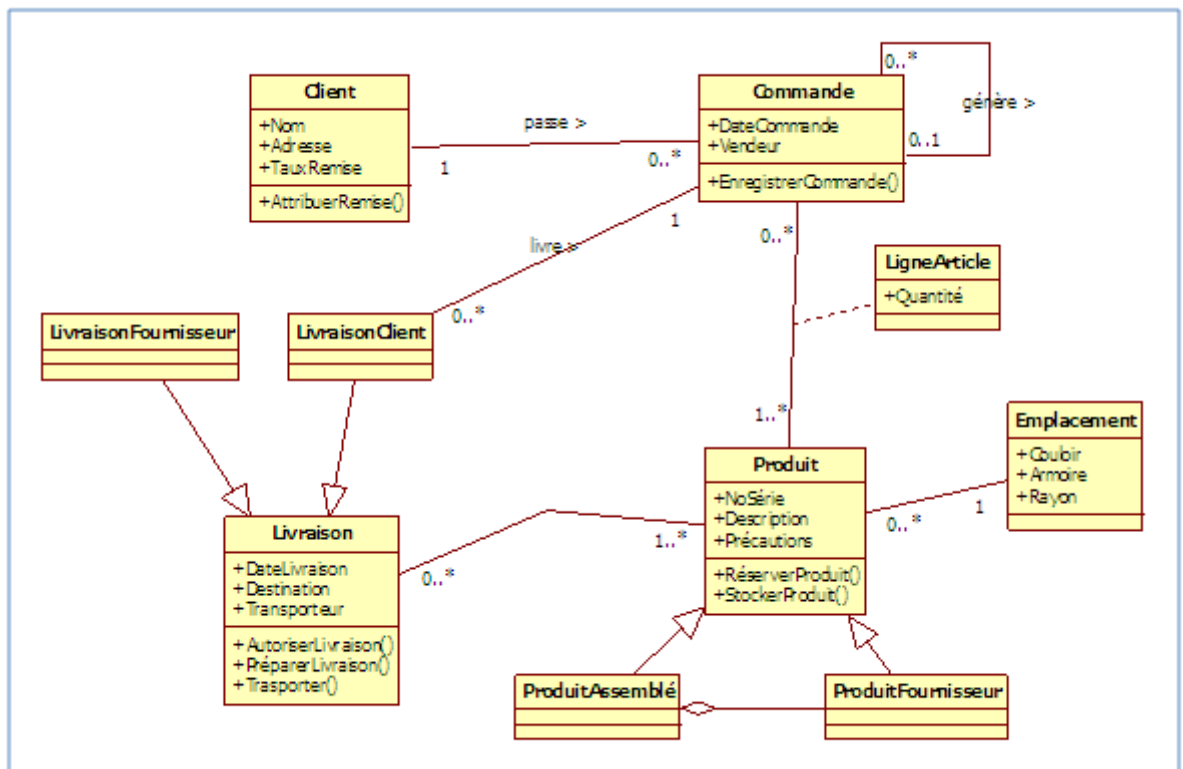 0..*
Client
Commande
génère >
+Nom
+Adresse
+TauxRemise
passe >
+DateCommande
+Vendeur
0..1
1
0..*
+AttribuerRemise()
+EnregistrerCommande()
1
0..*
livre >
LigneArticle
+Quantité
LivraisonFournisseur
LivraisonClient
0..*
1..*
Emplacement
+Couloir
+Armoire
+Rayon
Produit
+NoSérie
+Description
+Précautions
1
0..*
1..*
Livraison
+DateLivraison
+Destination
+Transporteur
0..*
+RéserverProduit()
+StockerProduit()
+AutoriserLivraison()
+PréparerLivraison()
+Trasporter()
ProduitAssemblé
ProduitFournisseur